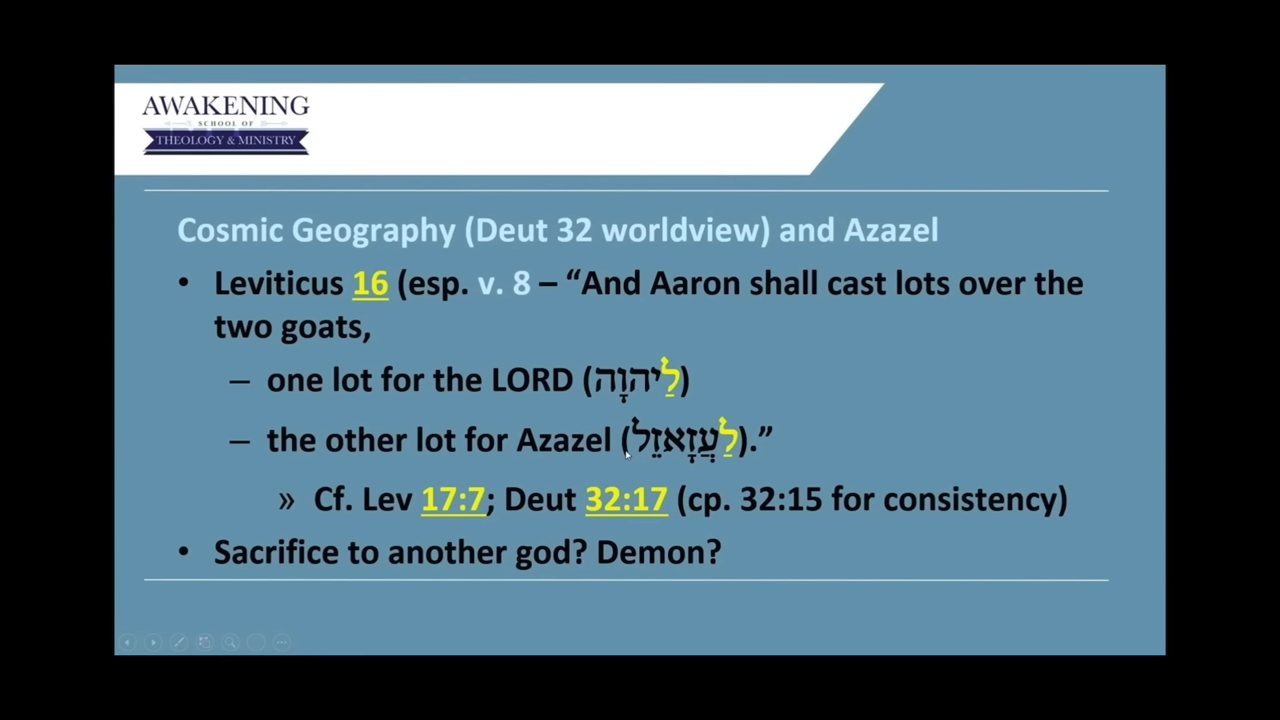 AWAKENING
SCHOOL OF
THEOLOGY & MINISTRY
Cosmic Geography (Deut 32 worldview) and Azazel
• Leviticus 16 (esp. v. 8 – “And Aaron shall cast lots over the
two goats,
– one lot for the LORD (לַיהוָה)
– the other lot for Azazel (לַעֲזָאזֵל).”
» Cf. Lev 17:7; Deut 32:17 (cp. 32:15 for consistency)
• Sacrifice to another god? Demon?